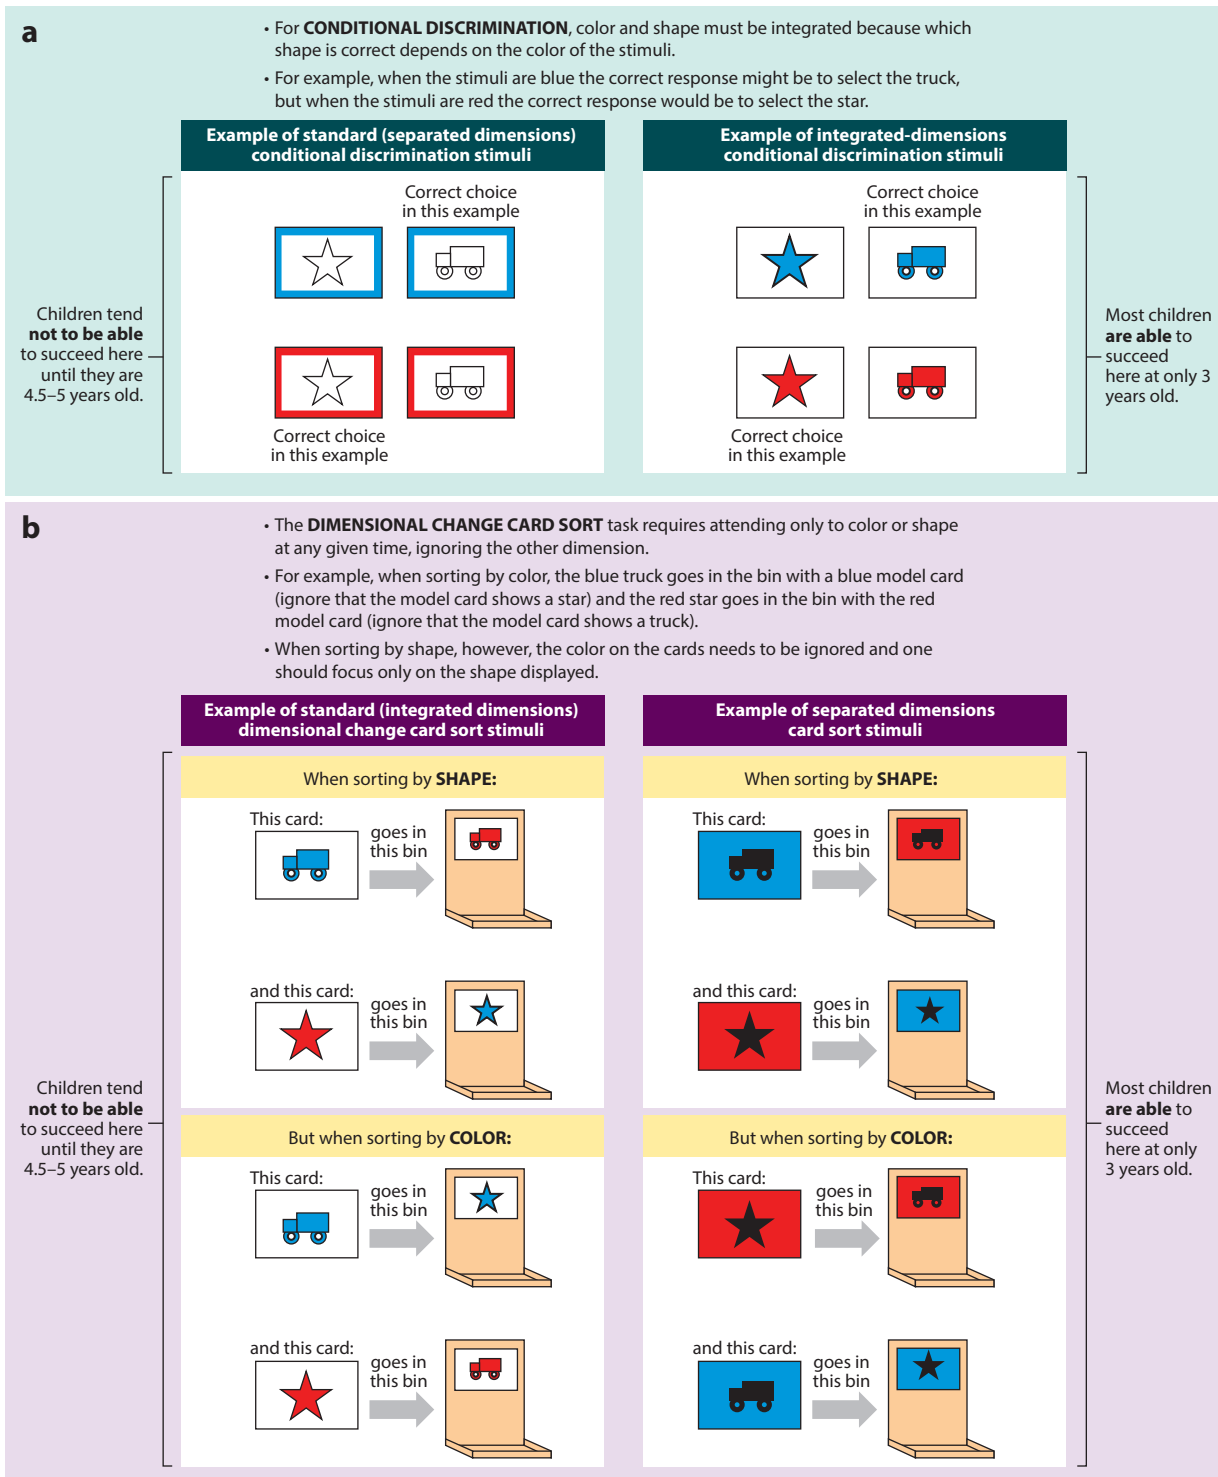 a
• For CONDITIONAL DISCRIMINATION, color and shape must be integrated because which
shape is correct depends on the color of the stimuli.
• For example, when the stimuli are blue the correct response might be to select the truck,
but when the stimuli are red the correct response would be to select the star.
Example of standard (separated dimensions)
conditional discrimination stimuli
Correct choice
in this example
Correct choice
in this example
Children tend
not to be able
to succeed here
until they are
4.5–5 years old.
Example of integrated-dimensions
conditional discrimination stimuli
Correct choice
in this example
Correct choice
in this example
Most children
are able to
succeed
here at only 3
years old.
b
• The DIMENSIONAL CHANGE CARD SORT task requires attending only to color or shape
at any given time, ignoring the other dimension.
• For example, when sorting by color, the blue truck goes in the bin with a blue model card
(ignore that the model card shows a star) and the red star goes in the bin with the red
model card (ignore that the model card shows a truck).
• When sorting by shape, however, the color on the cards needs to be ignored and one
should focus only on the shape displayed.
Example of standard (integrated dimensions)
dimensional change card sort stimuli
When sorting by SHAPE:
This card:
goes in
this bin
and this card:
goes in
this bin
But when sorting by COLOR:
This card:
goes in
this bin
and this card:
goes in
this bin
Children tend
not to be able
to succeed here
until they are
4.5–5 years old.
Example of separated dimensions
card sort stimuli
When sorting by SHAPE:
This card:
goes in
this bin
and this card:
goes in
this bin
But when sorting by COLOR:
This card:
goes in
this bin
and this card:
goes in
this bin
Most children
are able to
succeed
here at only
3 years old.